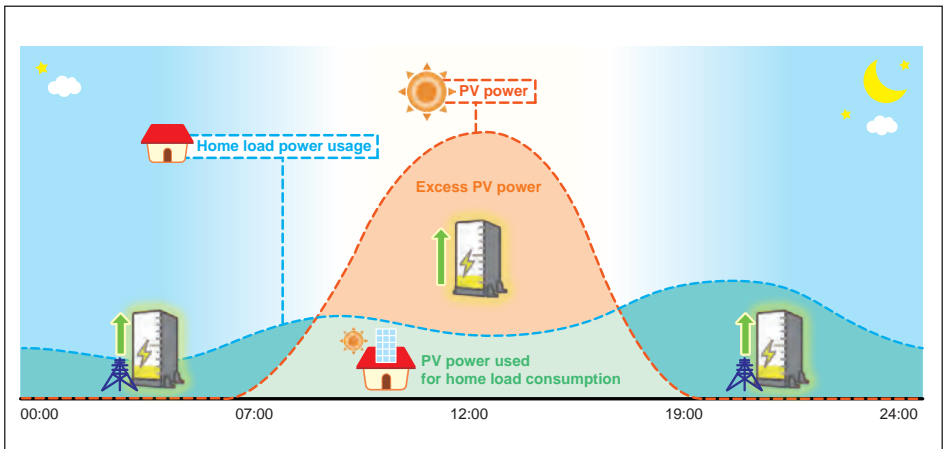 PV power
Home load power usage
Excess PV power
PV power used
for home load consumption
00:00
07:00
12:00
19:00
24:00